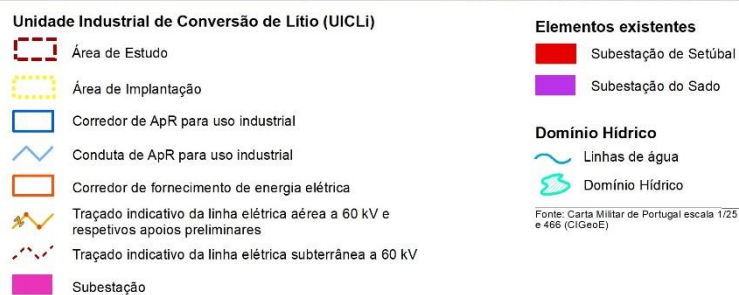 Unidade Industrial de Conversão de Lítio (UICLi)
Área de Estudo
Área de Implantação
Corredor de ApR para uso industrial
Conduta de ApR para uso industrial
Corredor de fornecimento de energia elétrica
Traçado indicativo da linha elétrica aérea a 60 kV e
respetivos apoios preliminares
Traçado indicativo da linha elétrica subterrânea a 60 kV
Subestação
Elementos existentes
Subestação de Setúbal
Subestação do Sado
Domínio Hídrico
Linhas de água
Domínio Hídrico
Fonte: Carta Militar de Portugal escala 1/25
e 466 (CIGeoE)